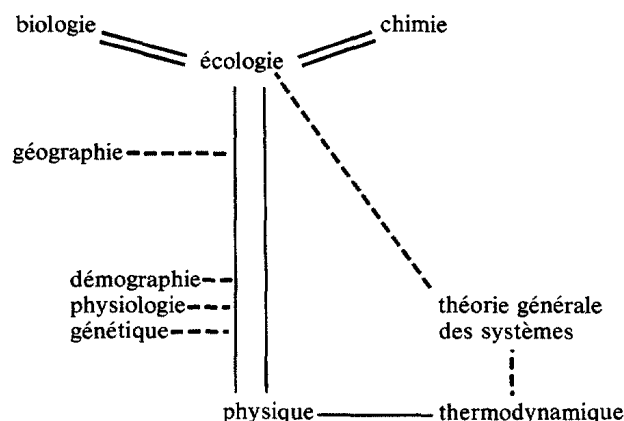 biologie
chimie
écologie
géographie
démographie
physiologie
génétique
théorie générale
des systèmes
physique
thermodynamique